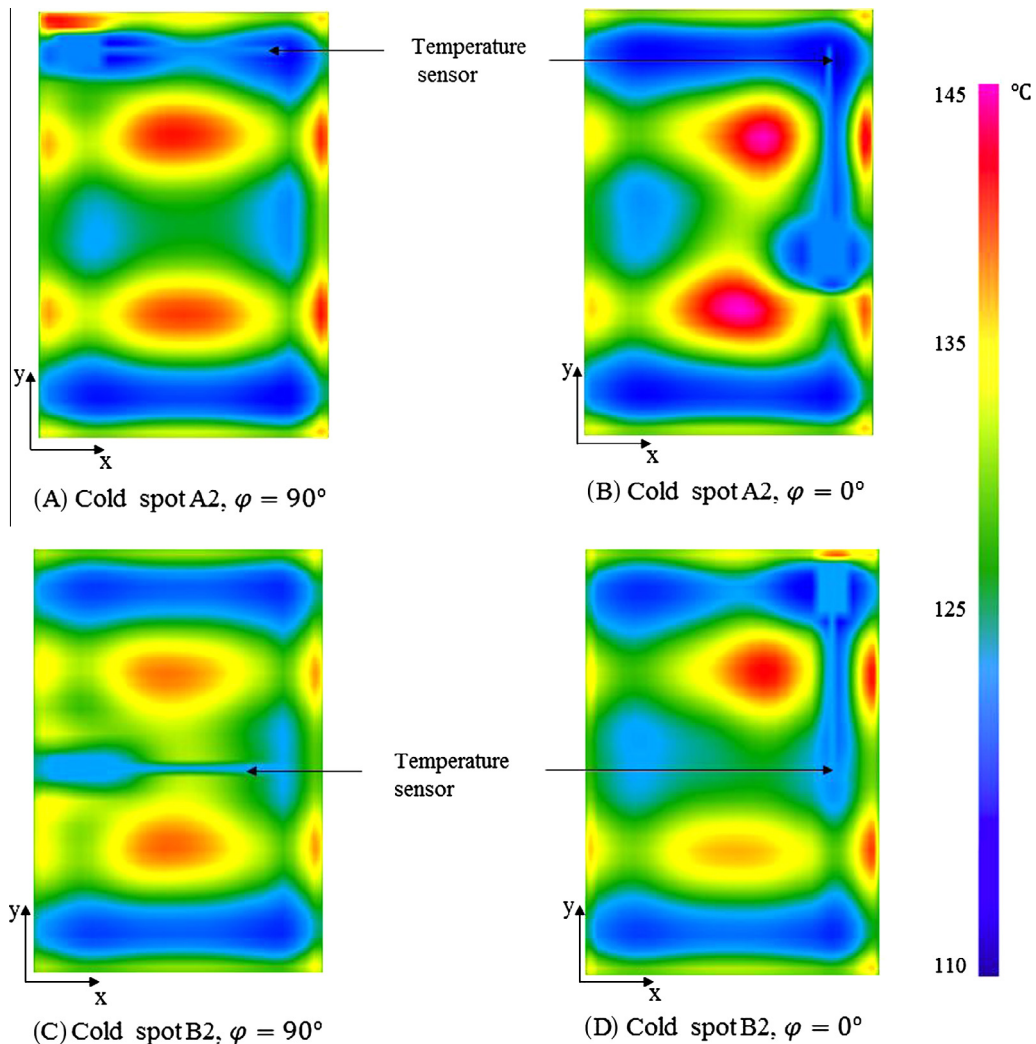 Temperature
sensor
145 °C
135
125
110
y
x
y
x
(A) Cold spot A2, φ = 90°
(B) Cold spot A2, φ = 0°
Temperature
sensor
y
x
y
x
(C) Cold spot B2, φ = 90°
(D) Cold spot B2, φ = 0°